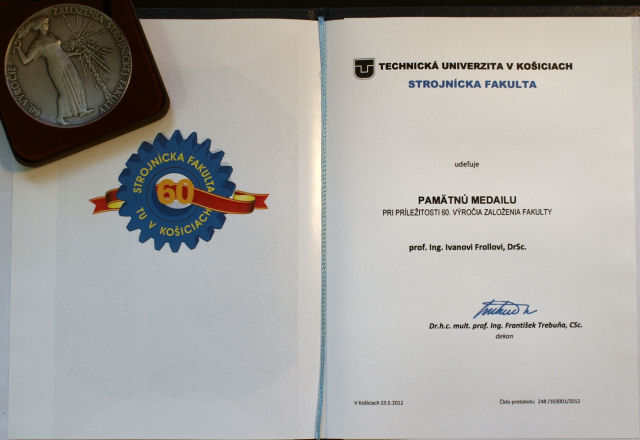 60. VÝROČIE ZALOŽENIA STROJNÍCKEJ FAKULTY
STROJNÍCKA FAKULTA
60
TU V KOŠICIACH
TECHNICKÁ UNIVERZITA V KOŠICIACH
STROJNÍCKA FAKULTA
udeľuje
PAMÄTNÚ MEDAILU
PRI PRÍLEŽITOSTI 60. VÝROČIA ZALOŽENIA FAKULTY
prof. Ing. Ivanovi Frollovi, DrSc.
Dr.h.c. mult. prof. Ing. František Trebuňa, CSc.
dekan
V Košiciach 23.5.2012
Číslo protokolu: 248 /103001/2012